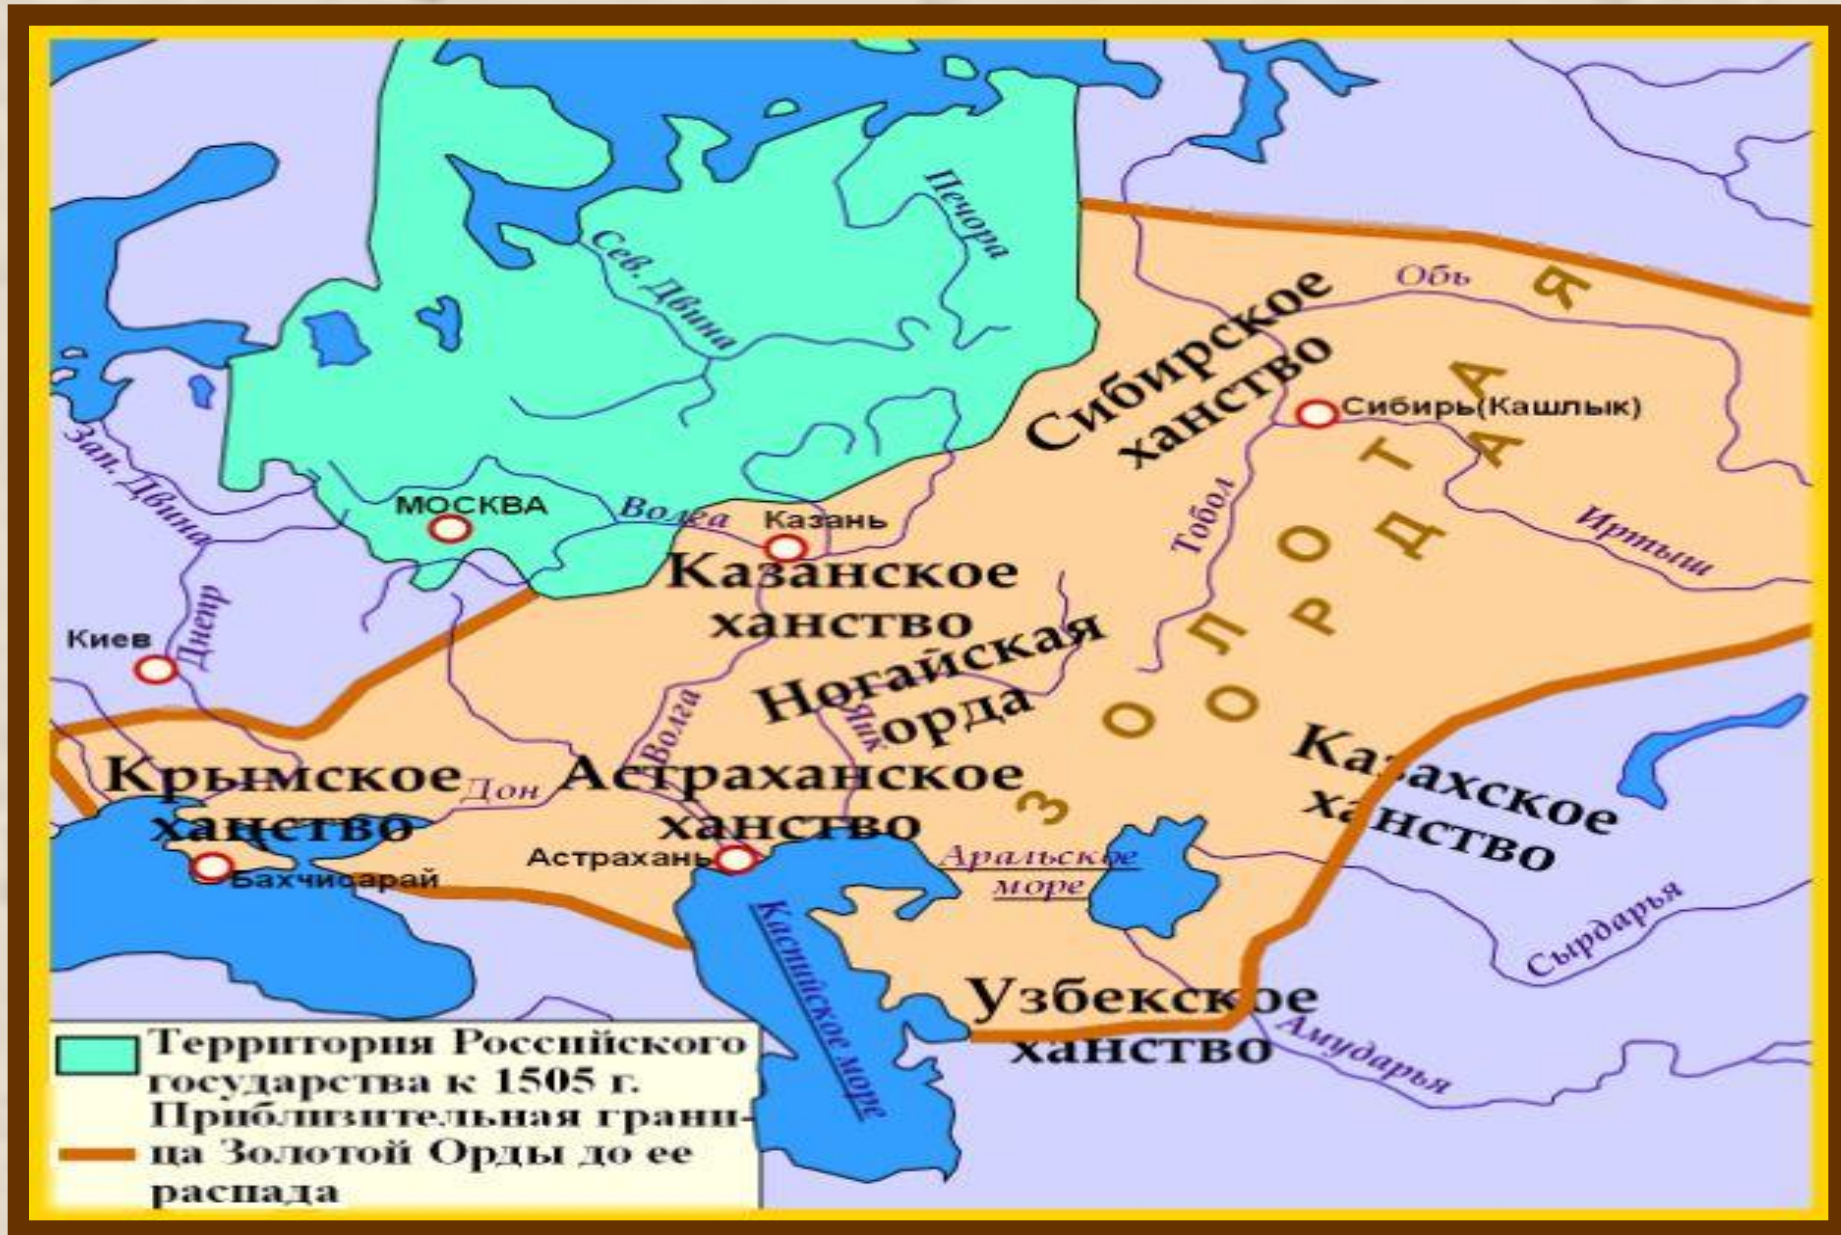 Печора
Сев. Двина
Обь
Сибирское
ханство
Сибирь(Кашлык)
Зап. Двина
МОСКВА
Волга
Казань
Тобол
Иртыш
Казанское
ханство
Киев
Днепр
Ногайская
орда
Яик
Волга
ЗОЛОТАЯ
ОРДА
Крымское
ханство
Дон
Астраханское
ханство
Казахское
ханство
Астрахань
Бахчисарай
Аральское
море
Каспийское море
Сырдарья
Узбекское
ханство
Амударья
Территория Российского
государства к 1505 г.
Приблизительная грани-
ца Золотой Орды до ее
распада